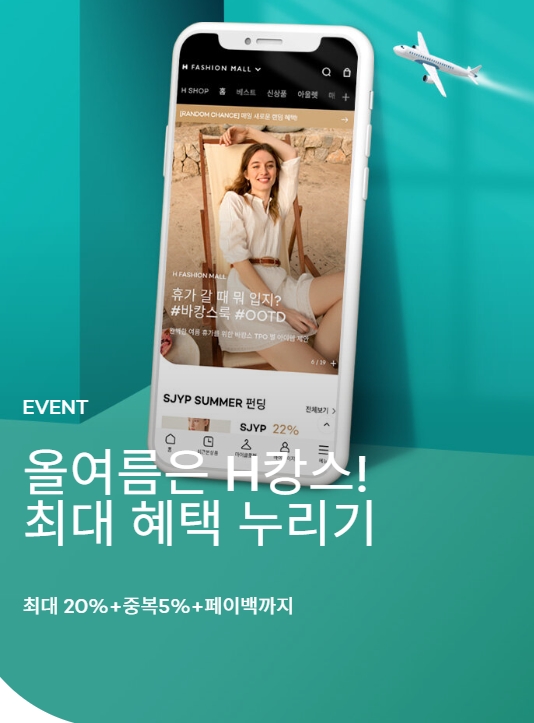 H FASHION MALL
H SHOP 홈 베스트 신상품 아울렛
[RANDOM CHANCE] 매일 새로운 랜덤 혜택!
H FASHION MALL
휴가 갈 때 뭐 입지?
#바캉스룩 #OOTD
6 / 19 +
SJYP SUMMER 펀딩
전체보기
SJYP 22%
EVENT
올여름은 H캉스!
최대 혜택 누리기
최대 20%+중복5%+페이백까지